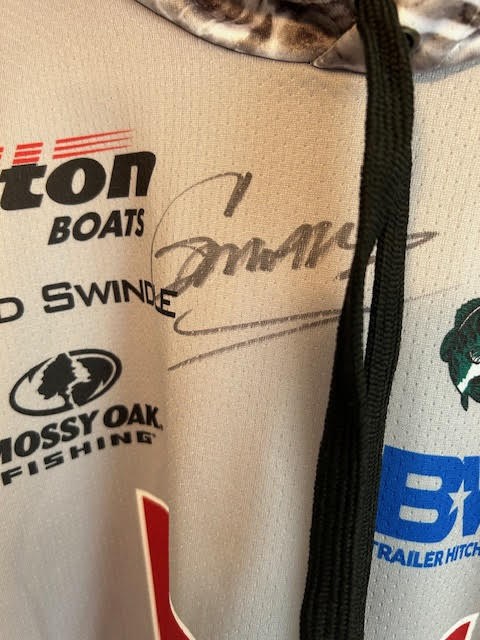 ton
BOATS
D SWINDLE
MOSSY OAK
FISHING
B
TRAILER HITCH